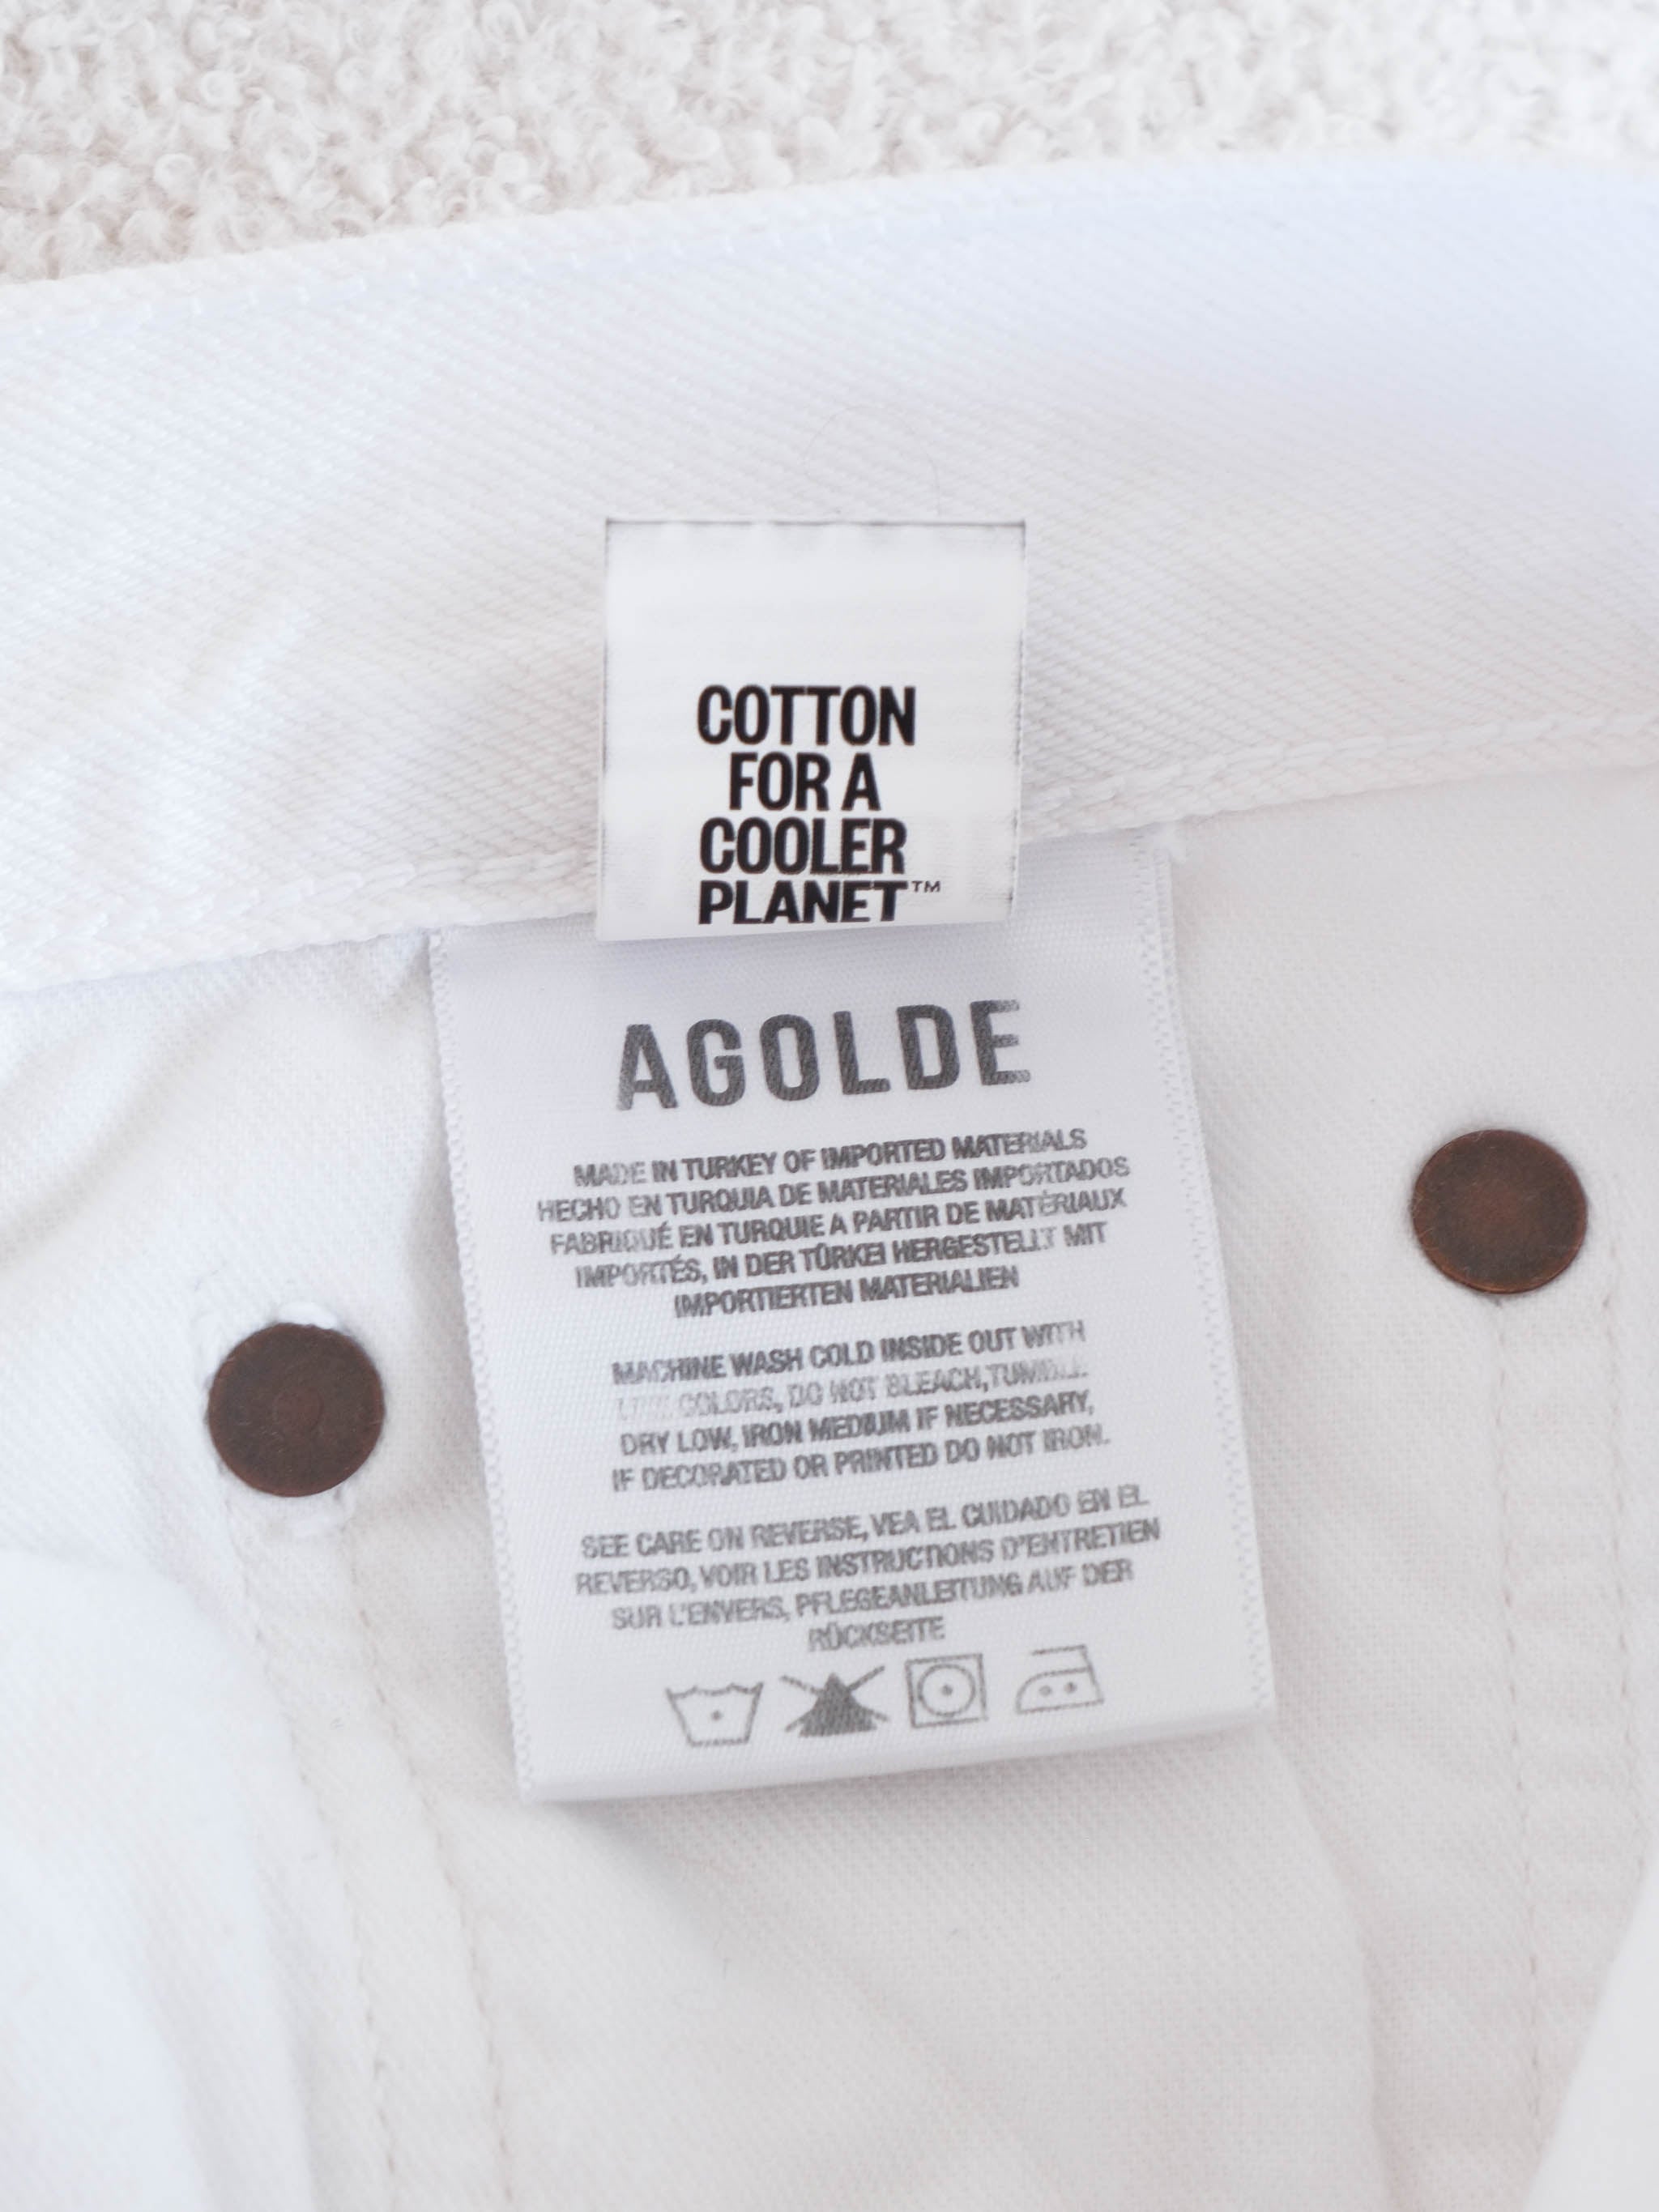 COTTON
FOR A
COOLER
PLANET™
AGOLDE
MADE IN TURKEY OF IMPORTED MATERIALS
HECHO EN TURQUIA DE MATERIALES IMPORTADOS
FABRIQUÉ EN TURQUIE A PARTIR DE MATÉRIAUX
IMPORTÉS, IN DER TÜRKEI HERGESTELLT MIT
IMPORTIERTEN MATERIALIEN
MACHINE WASH COLD INSIDE OUT WITH
LIKE COLORS, DO NOT BLEACH, TUMBLE
DRY LOW, IRON MEDIUM IF NECESSARY,
IF DECORATED OR PRINTED DO NOT IRON.
SEE CARE ON REVERSE, VEA EL CUIDADO EN EL
REVERSO, VOIR LES INSTRUCTIONS D'ENTRETIEN
SUR L'ENVERS, PFLEGEANLEITUNG AUF DER
RÜCKSEITE